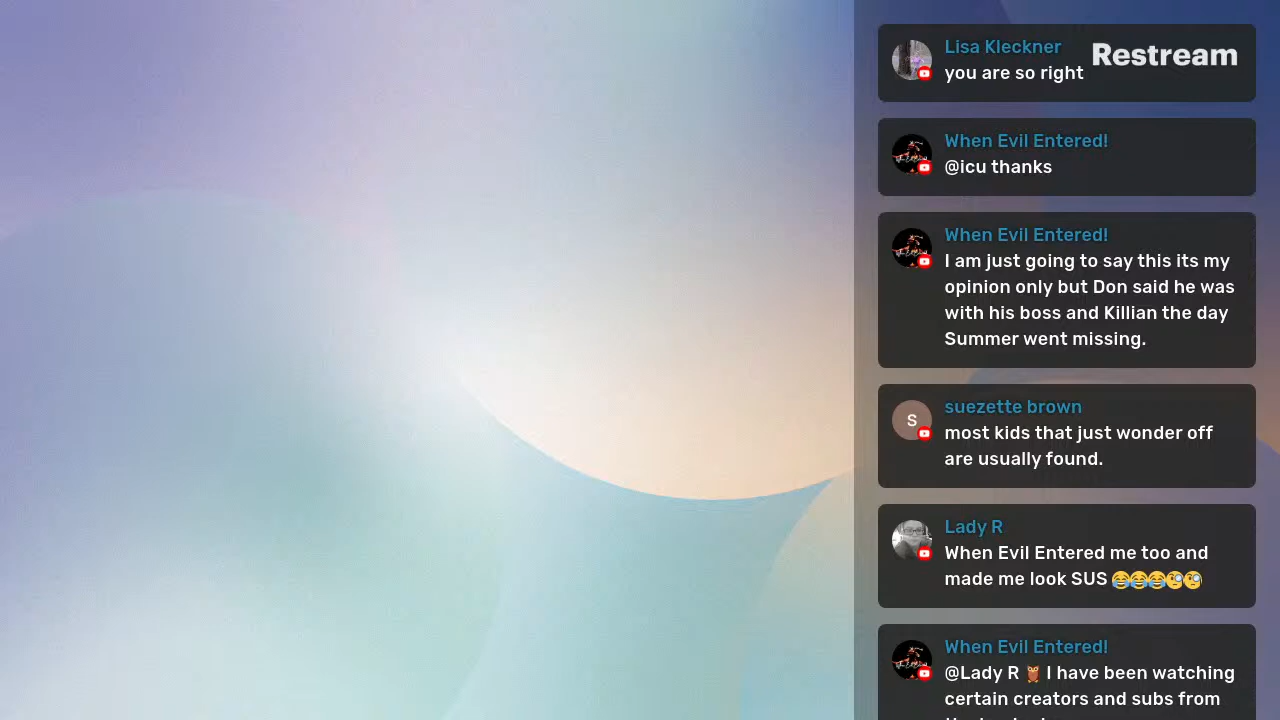 Lisa Kleckner
Restream
you are so right
When Evil Entered!
@icu thanks
When Evil Entered!
I am just going to say this its my
opinion only but Don said he was
with his boss and Killian the day
Summer went missing.
S
suezette brown
most kids that just wonder off
are usually found.
Lady R
When Evil Entered me too and
made me look SUS 😂😂😂🧐🧐
When Evil Entered!
@Lady R 🦉 I have been watching
certain creators and subs from